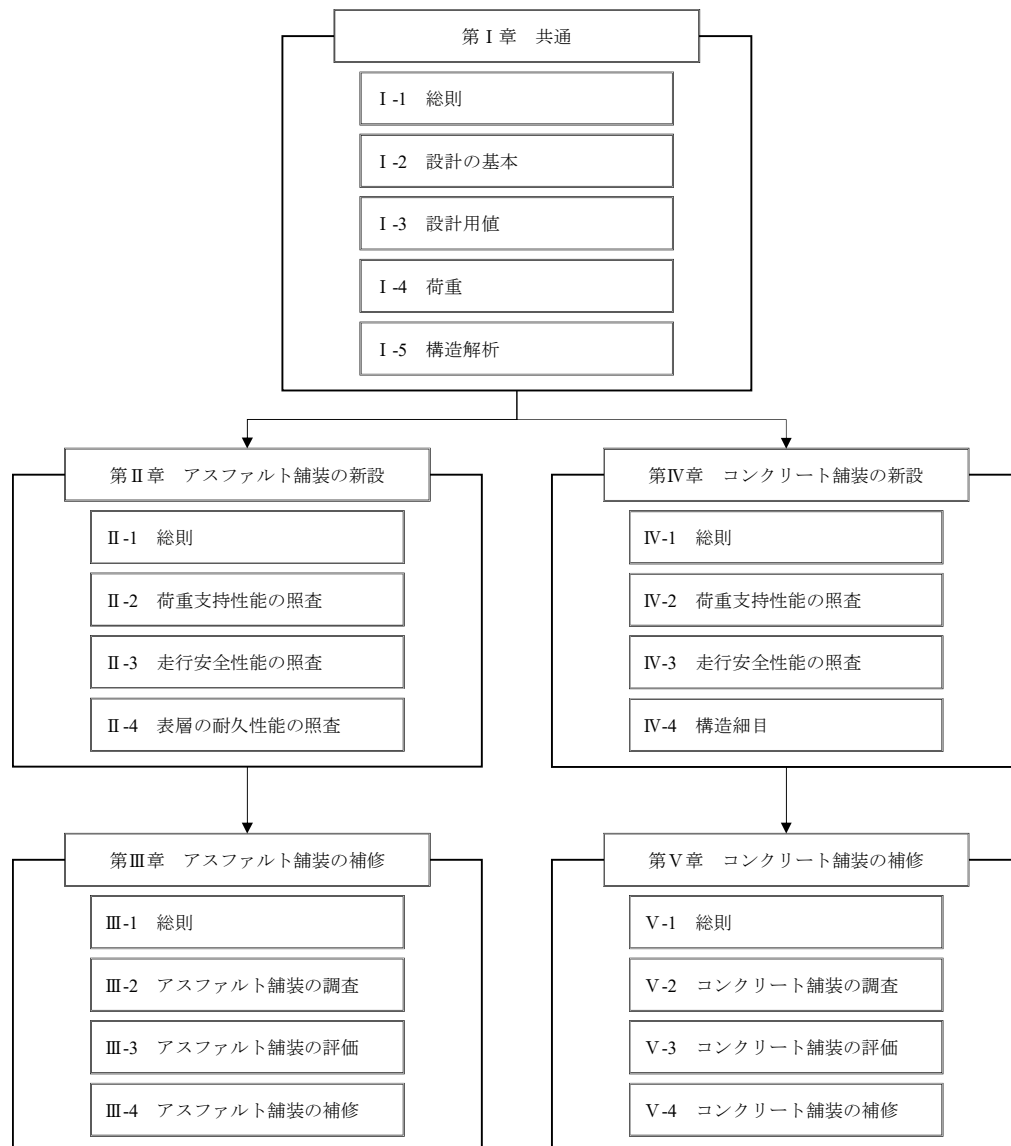 第Ⅰ章　共通
Ⅰ-1　総則
Ⅰ-2　設計の基本
Ⅰ-3　設計用値
Ⅰ-4　荷重
Ⅰ-5　構造解析
第Ⅱ章　アスファルト舗装の新設
Ⅱ-1　総則
Ⅱ-2　荷重支持性能の照査
Ⅱ-3　走行安全性能の照査
Ⅱ-4　表層の耐久性能の照査
第Ⅳ章　コンクリート舗装の新設
Ⅳ-1　総則
Ⅳ-2　荷重支持性能の照査
Ⅳ-3　走行安全性能の照査
Ⅳ-4　構造細目
第Ⅲ章　アスファルト舗装の補修
Ⅲ-1　総則
Ⅲ-2　アスファルト舗装の調査
Ⅲ-3　アスファルト舗装の評価
Ⅲ-4　アスファルト舗装の補修
第Ⅴ章　コンクリート舗装の補修
Ⅴ-1　総則
Ⅴ-2　コンクリート舗装の調査
Ⅴ-3　コンクリート舗装の評価
Ⅴ-4　コンクリート舗装の補修